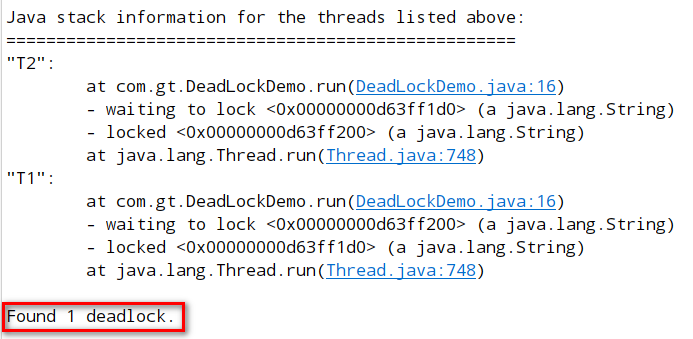 Java stack information for the threads listed above:
===================================================
"T2":
        at com.gt.DeadLockDemo.run(DeadLockDemo.java:16)
        - waiting to lock <0x00000000d63ff1d0> (a java.lang.String)
        - locked <0x00000000d63ff200> (a java.lang.String)
        at java.lang.Thread.run(Thread.java:748)
"T1":
        at com.gt.DeadLockDemo.run(DeadLockDemo.java:16)
        - waiting to lock <0x00000000d63ff200> (a java.lang.String)
        - locked <0x00000000d63ff1d0> (a java.lang.String)
        at java.lang.Thread.run(Thread.java:748)

Found 1 deadlock.